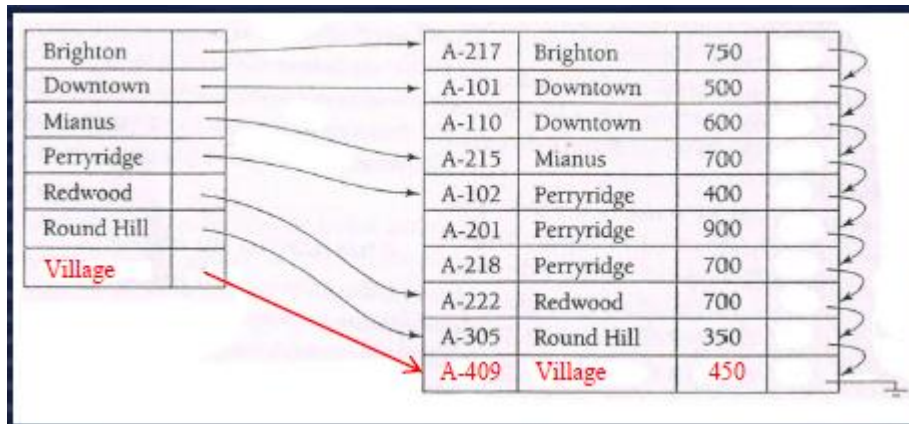 Brighton
Downtown
Mianus
Perryridge
Redwood
Round Hill
Village
A-217 Brighton 750
A-101 Downtown 500
A-110 Downtown 600
A-215 Mianus 700
A-102 Perryridge 400
A-201 Perryridge 900
A-218 Perryridge 700
A-222 Redwood 700
A-305 Round Hill 350
A-409 Village 450